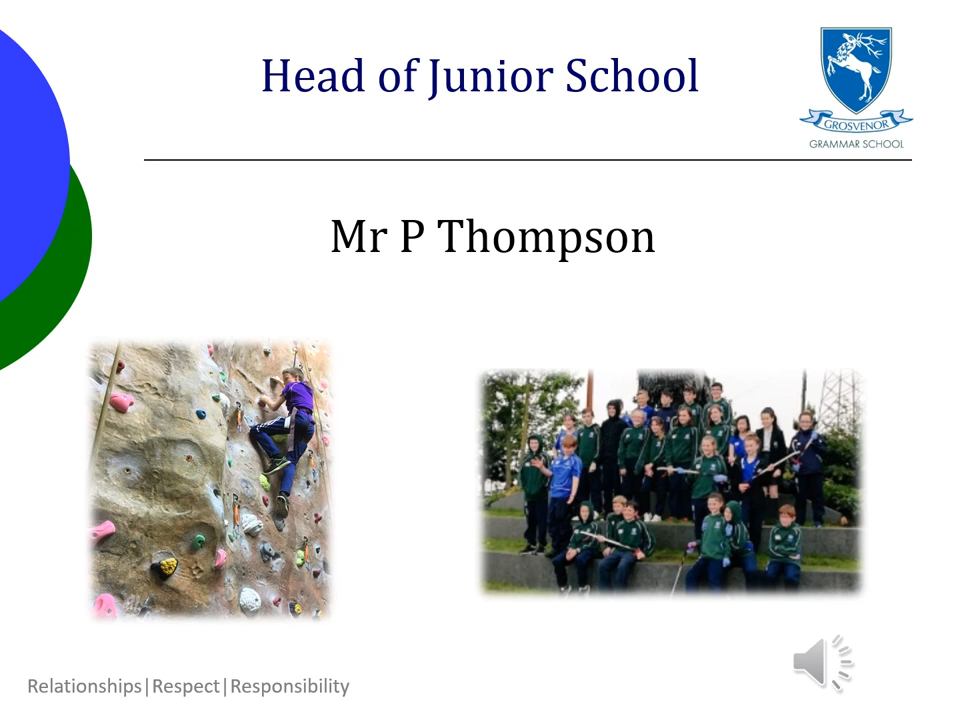 Head of Junior School
GROSVENOR
GRAMMAR SCHOOL
Mr P Thompson
Relationships|Respect|Responsibility